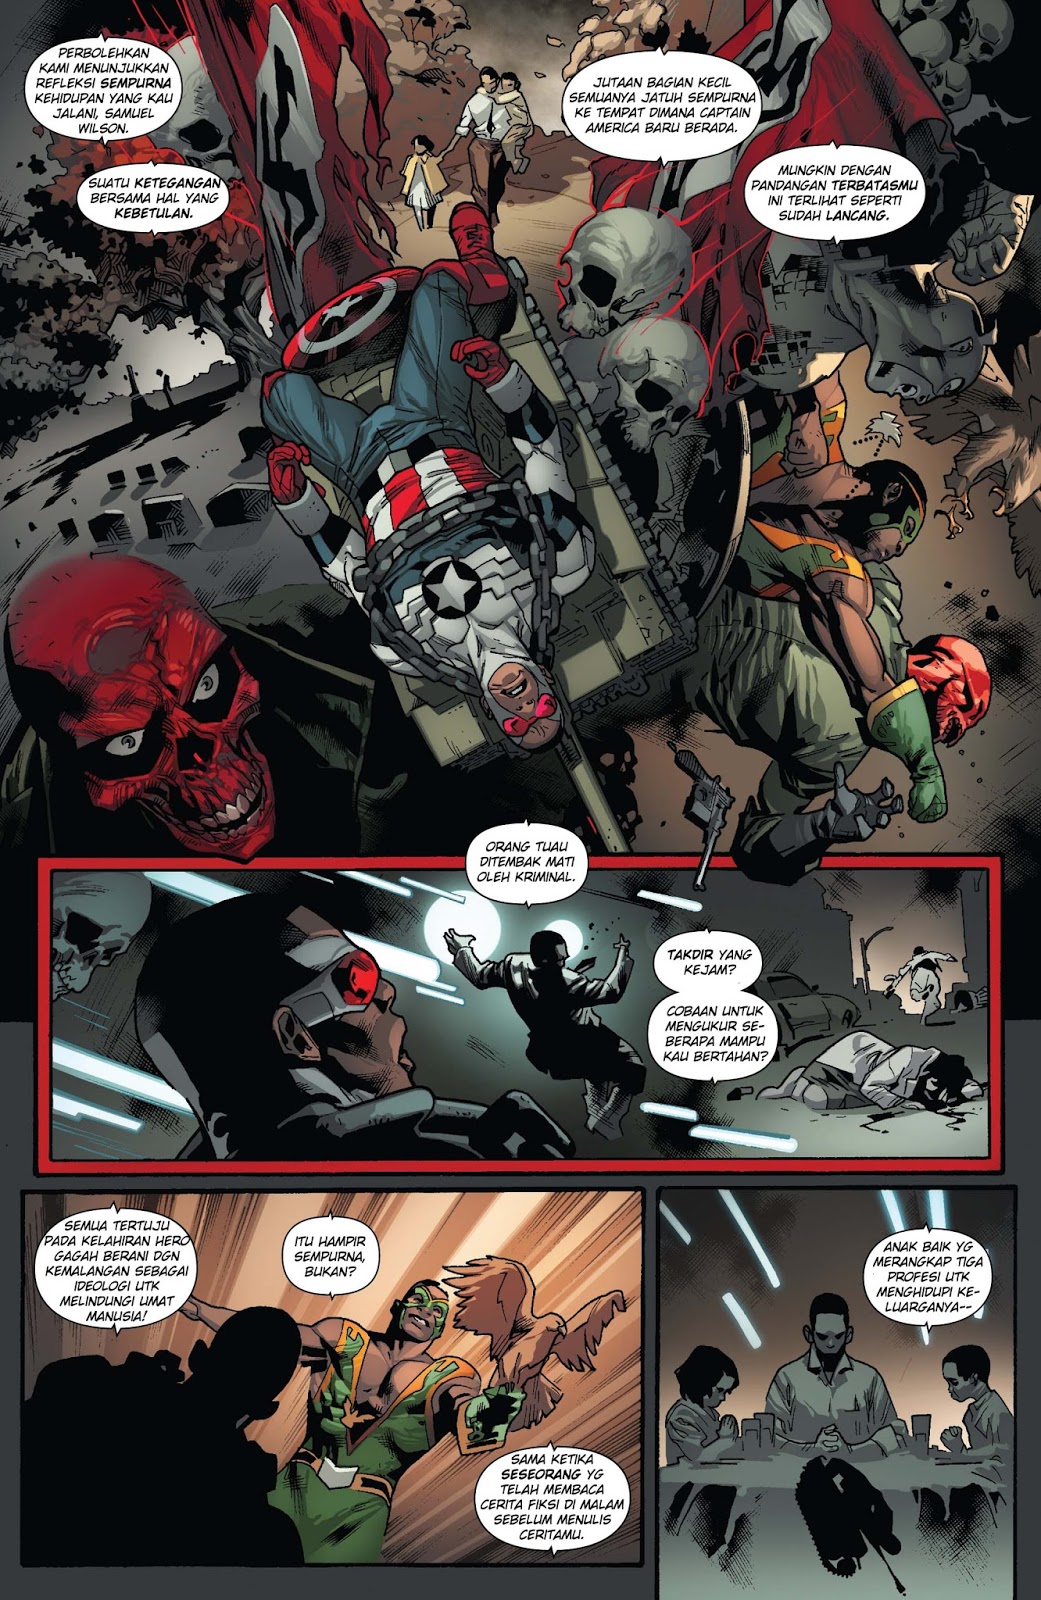 PERBOLEHKAN
KAMI MENUNJUKKAN
REFLEKSI SEMPURNA
KEHIDUPAN YANG KAU
JALANI, SAMUEL
WILSON.
SUATU KETEGANGAN
BERSAMA HAL YANG
KEBETULAN.
JUTAAN BAGIAN KECIL
SEMUANYA JATUH SEMPURNA
KE TEMPAT DIMANA CAPTAIN
AMERICA BARU BERADA.
MUNGKIN DENGAN
PANDANGAN TERBATASMU
INI TERLIHAT SEPERTI
SUDAH LANCANG.
ORANG TUAU
DITEMBAK MATI
OLEH KRIMINAL.
TAKDIR YANG
KEJAM?
COBAAN UNTUK
MENGUKUR SE-
BERAPA MAMPU
KAU BERTAHAN?
SEMUA TERTUJU
PADA KELAHIRAN HERO
GAGAH BERANI DGN
KEMALANGAN SEBAGAI
IDEOLOGI UTK
MELINDUNGI UMAT
MANUSIA!
ITU HAMPIR
SEMPURNA,
BUKAN?
SAMA KETIKA
SESEORANG YG
TELAH MEMBACA
CERITA FIKSI DI MALAM
SEBELUM MENULIS
CERITAMU.
ANAK BAIK YG
MERANGKAP TIGA
PROFESI UTK
MENGHIDUPI KE-
LUARGANYA--